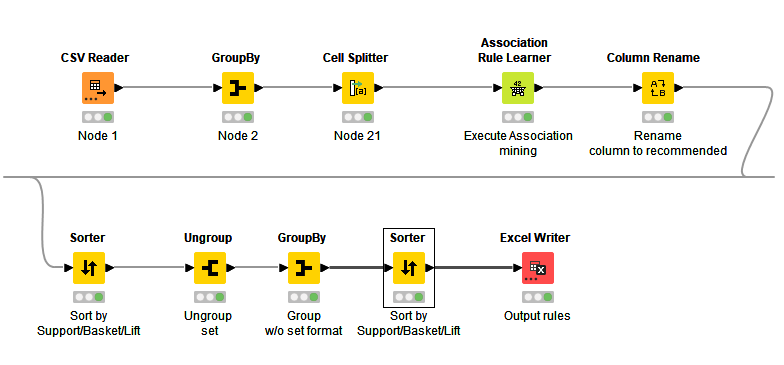 CSV Reader
GroupBy
Cell Splitter
Association
Rule Learner
Column Rename
[a]
42
A
B
Node 1
Node 2
Node 21
Execute Association
mining
Rename
column to recommended
Sorter
Ungroup
GroupBy
Sorter
Excel Writer
X
Sort by
Support/Basket/Lift
Ungroup
set
Group
w/o set format
Sort by
Support/Basket/Lift
Output rules